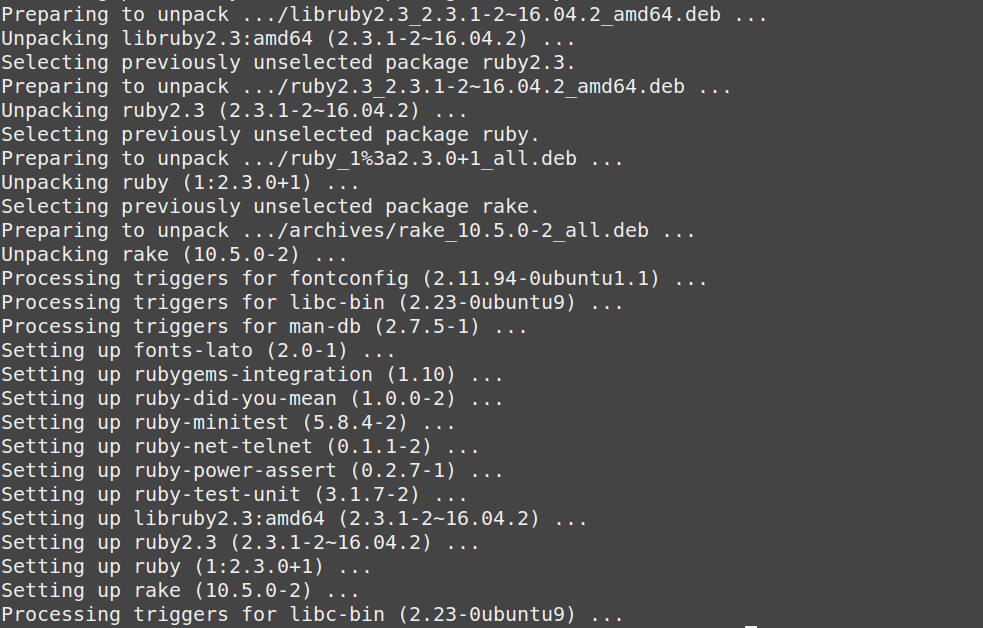 Preparing to unpack .../libruby2.3_2.3.1-2~16.04.2_amd64.deb ...
Unpacking libruby2.3:amd64 (2.3.1-2~16.04.2) ...
Selecting previously unselected package ruby2.3.
Preparing to unpack .../ruby2.3_2.3.1-2~16.04.2_amd64.deb ...
Unpacking ruby2.3 (2.3.1-2~16.04.2) ...
Selecting previously unselected package ruby.
Preparing to unpack .../ruby_1%3a2.3.0+1_all.deb ...
Unpacking ruby (1:2.3.0+1) ...
Selecting previously unselected package rake.
Preparing to unpack .../archives/rake_10.5.0-2_all.deb ...
Unpacking rake (10.5.0-2) ...
Processing triggers for fontconfig (2.11.94-0ubuntu1.1) ...
Processing triggers for libc-bin (2.23-0ubuntu9) ...
Processing triggers for man-db (2.7.5-1) ...
Setting up fonts-lato (2.0-1) ...
Setting up rubygems-integration (1.10) ...
Setting up ruby-did-you-mean (1.0.0-2) ...
Setting up ruby-minitest (5.8.4-2) ...
Setting up ruby-net-telnet (0.1.1-2) ...
Setting up ruby-power-assert (0.2.7-1) ...
Setting up ruby-test-unit (3.1.7-2) ...
Setting up libruby2.3:amd64 (2.3.1-2~16.04.2) ...
Setting up ruby2.3 (2.3.1-2~16.04.2) ...
Setting up ruby (1:2.3.0+1) ...
Setting up rake (10.5.0-2) ...
Processing triggers for libc-bin (2.23-0ubuntu9) ...